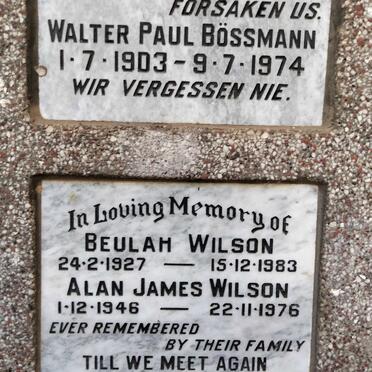 FORSAKEN US.
WALTER PAUL BÖSSMANN
1·7·1903 – 9·7·1974
WIR VERGESSEN NIE.
In Loving Memory of
BEULAH WILSON
24·2·1927 — 15·12·1983
ALAN JAMES WILSON
1·12·1946 — 22·11·1976
EVER REMEMBERED
BY THEIR FAMILY
TILL WE MEET AGAIN